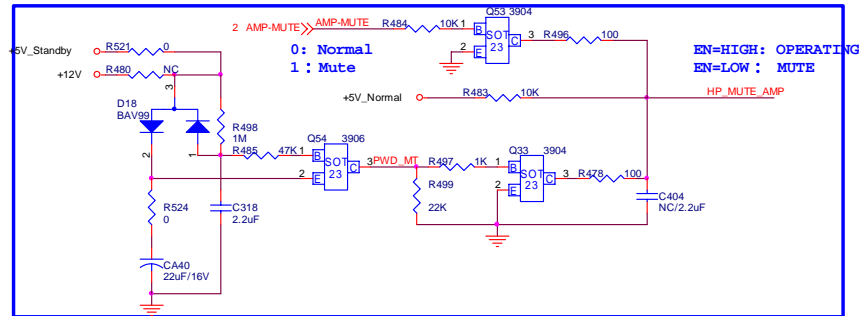 Q53 3904
2 AMP-MUTE AMP-MUTE R484 10K 1 B SOT 23 C 3 R496 100
2 E
+5V_Standby R521 0
0: Normal
1 : Mute
EN=HIGH: OPERATING
EN=LOW : MUTE
+12V R480 NC
3
+5V_Normal R483 10K HP_MUTE_AMP
D18
BAV99
R498
1M
R485 47K 1 B SOT 23 C 3 PWD_MT R497 1K 1 B SOT 23 C 3 R478 100
Q54 3906
Q33 3904
2 1
2 E
2 E
R499
22K
C404
NC/2.2uF
R524
0
C318
2.2uF
CA40
22uF/16V